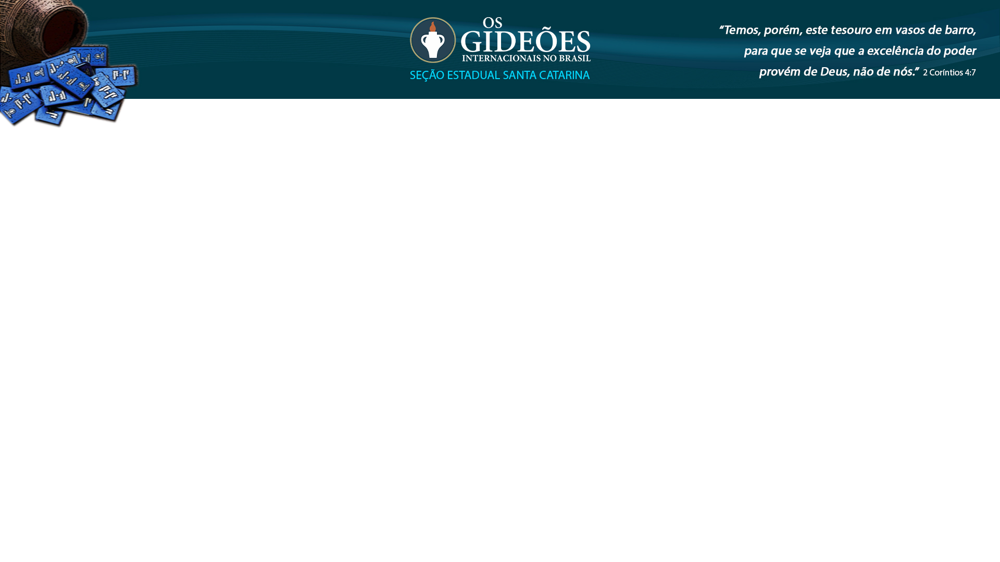 OS
GIDEÕES
INTERNACIONAIS NO BRASIL
SEÇÃO ESTADUAL SANTA CATARINA
“Temos, porém, este tesouro em vasos de barro,
para que se veja que a excelência do poder
provém de Deus, não de nós.” 2 Coríntios 4:7